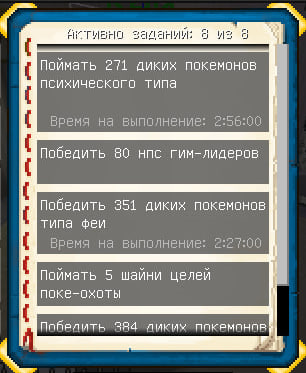 Активно заданий: 8 из 8
Поймать 271 диких покемонов
психического типа
Время на выполнение: 2:56:00
Победить 80 нпс гим-лидеров
Победить 351 диких покемонов
типа феи
Время на выполнение: 2:27:00
Поймать 5 шайни целей
поке-охоты
Победить 384 диких покемонов